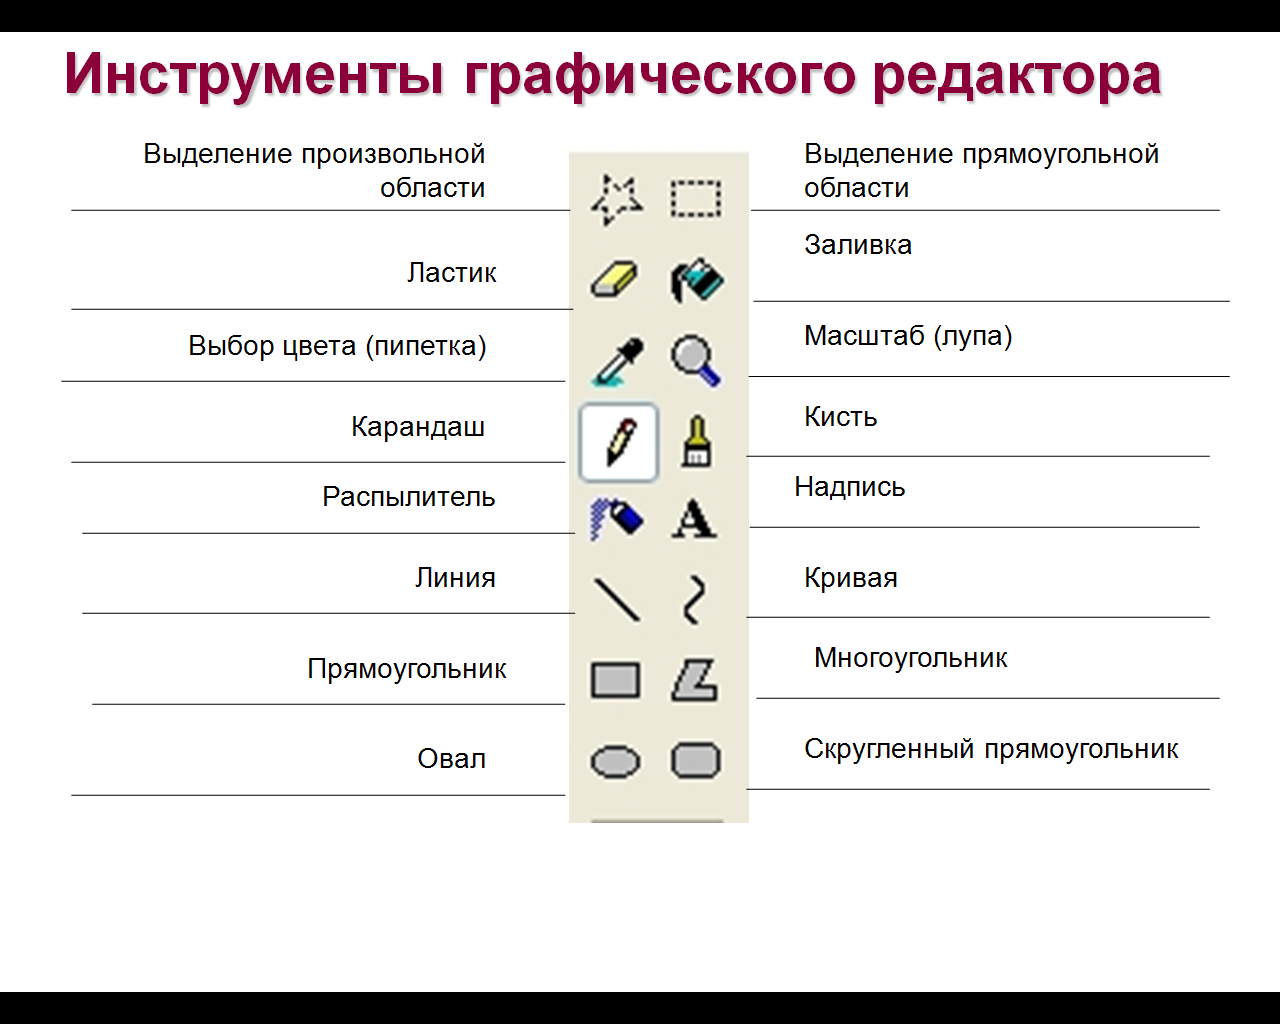 Инструменты графического редактора
Выделение произвольной
области
Выделение прямоугольной
области
Ластик
Заливка
Выбор цвета (пипетка)
Масштаб (лупа)
Карандаш
Кисть
Распылитель
Надпись
A
Линия
Кривая
Прямоугольник
Многоугольник
Овал
Скругленный прямоугольник